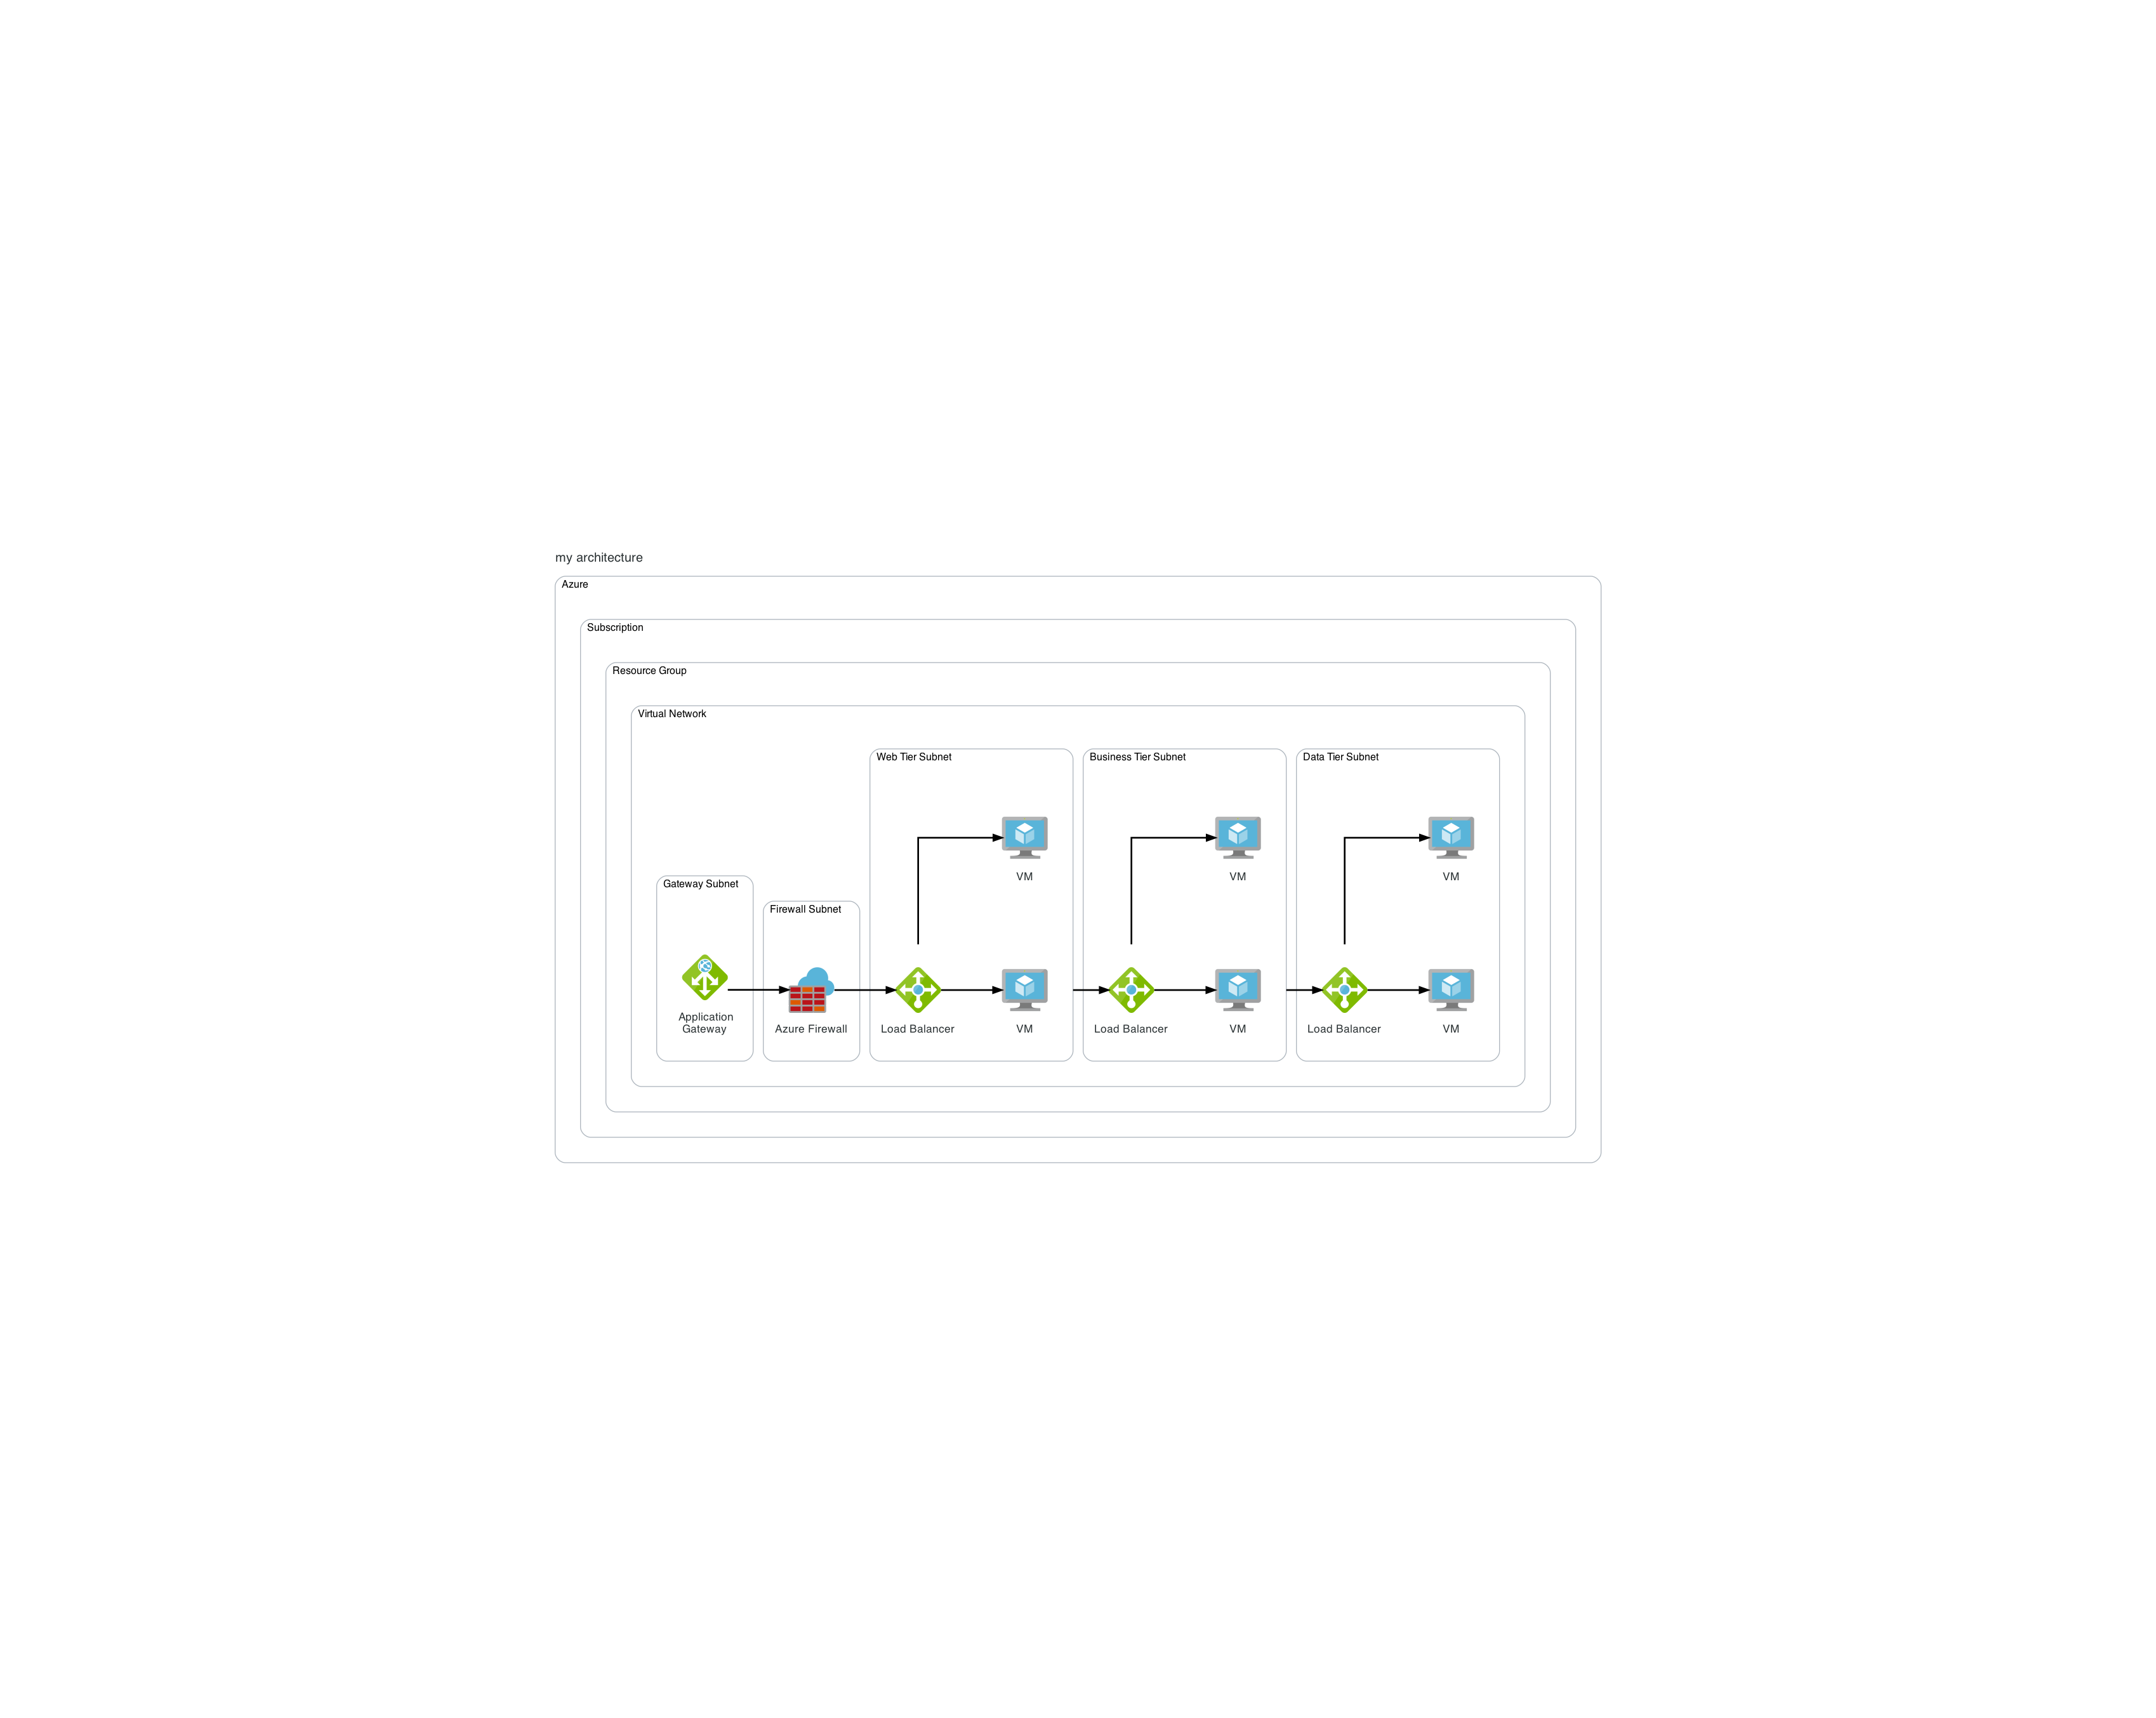 my architecture
Azure
Subscription
Resource Group
Virtual Network
Web Tier Subnet
Business Tier Subnet
Data Tier Subnet
VM
VM
VM
Gateway Subnet
Firewall Subnet
Application
Gateway
Azure Firewall
Load Balancer
VM
Load Balancer
VM
Load Balancer
VM